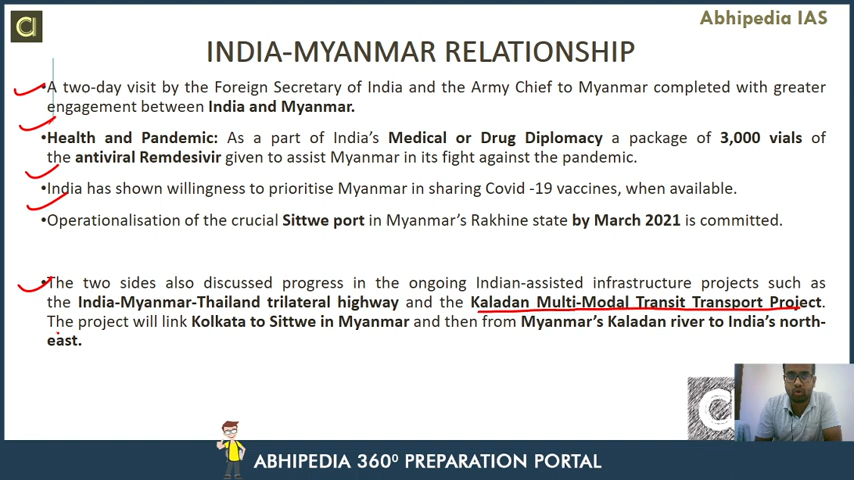 Abhipedia IAS
INDIA-MYANMAR RELATIONSHIP
•A two-day visit by the Foreign Secretary of India and the Army Chief to Myanmar completed with greater
engagement between India and Myanmar.
•Health and Pandemic: As a part of India's Medical or Drug Diplomacy a package of 3,000 vials of
the antiviral Remdesivir given to assist Myanmar in its fight against the pandemic.
•India has shown willingness to prioritise Myanmar in sharing Covid -19 vaccines, when available.
•Operationalisation of the crucial Sittwe port in Myanmar's Rakhine state by March 2021 is committed.
•The two sides also discussed progress in the ongoing Indian-assisted infrastructure projects such as
the India-Myanmar-Thailand trilateral highway and the Kaladan Multi-Modal Transit Transport Project.
The project will link Kolkata to Sittwe in Myanmar and then from Myanmar's Kaladan river to India's north-
east.
ABHIPEDIA 360⁰ PREPARATION PORTAL